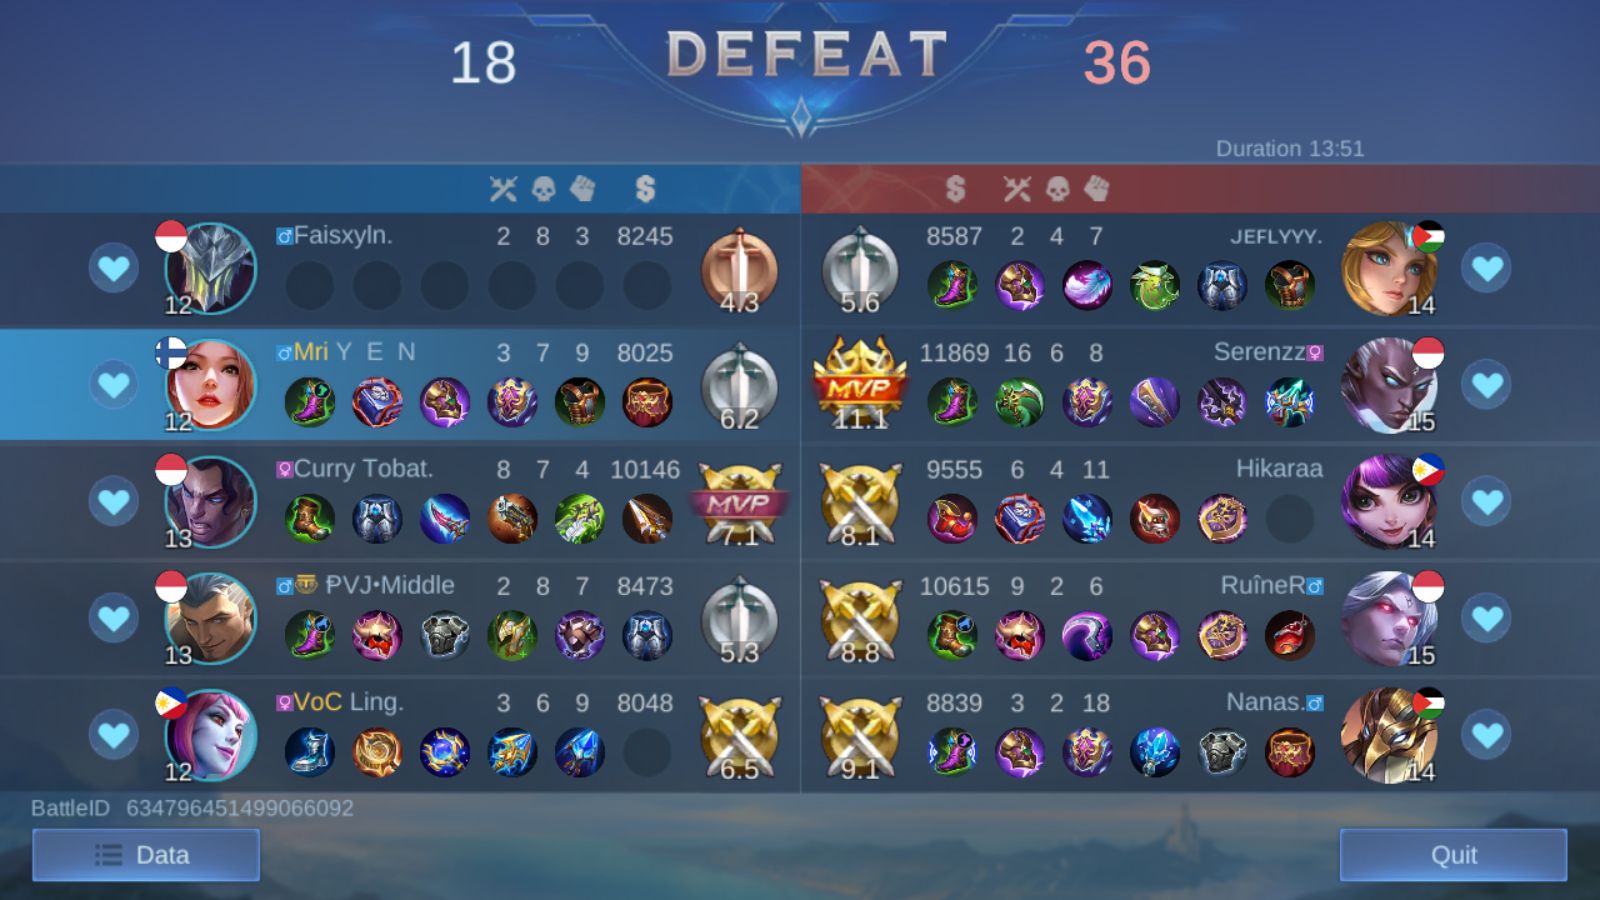 18 DEFEAT 36
Duration 13:51
Faisxyln. 2 8 3 8245 4.3 12
5.6 8587 2 4 7 JEFLYYY. 14
Mri Y E N 3 7 9 8025 6.2 12
MVP 11.1 11869 16 6 8 Serenzz 15
Curry Tobat. 8 7 4 10146 MVP 7.1 13
8.1 9555 6 4 11 Hikaraa 14
ᵽVJ•Middle 2 8 7 8473 5.3 13
8.8 10615 9 2 6 RuîneR 15
VoC Ling. 3 6 9 8048 6.5 12
9.1 8839 3 2 18 Nanas. 14
BattleID 634796451499066092
Data
Quit